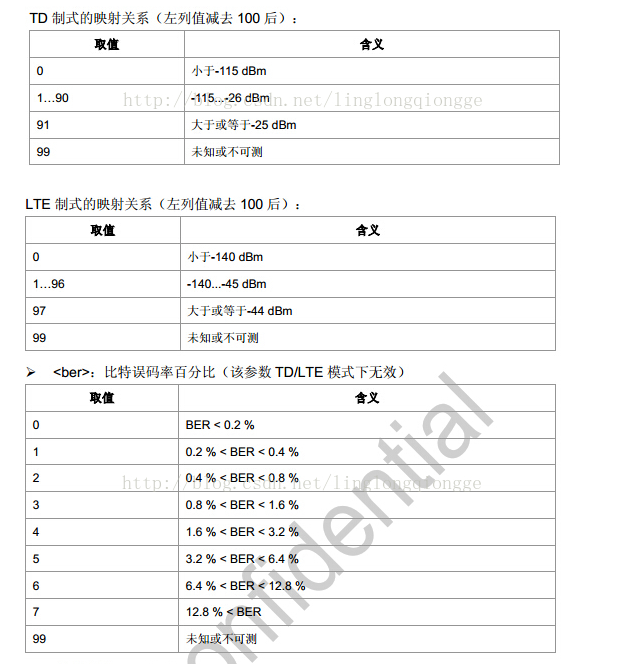 TD 制式的映射关系（左列值减去 100 后）：
取值 含义
0 小于-115 dBm
1…90 -115...-26 dBm
91 大于或等于-25 dBm
99 未知或不可测
http://blog.csdn.net/linglongqiongge
LTE 制式的映射关系（左列值减去 100 后）：
取值 含义
0 小于-140 dBm
1…96 -140...-45 dBm
97 大于或等于-44 dBm
99 未知或不可测
➢ <ber>：比特误码率百分比（该参数 TD/LTE 模式下无效）
取值 含义
0 BER < 0.2 %
1 0.2 % < BER < 0.4 %
2 0.4 % < BER < 0.8 %
http://blog.csdn.net/linglongqiongge
3 0.8 % < BER < 1.6 %
4 1.6 % < BER < 3.2 %
5 3.2 % < BER < 6.4 %
6 6.4 % < BER < 12.8 %
7 12.8 % < BER
99 未知或不可测
onfidential